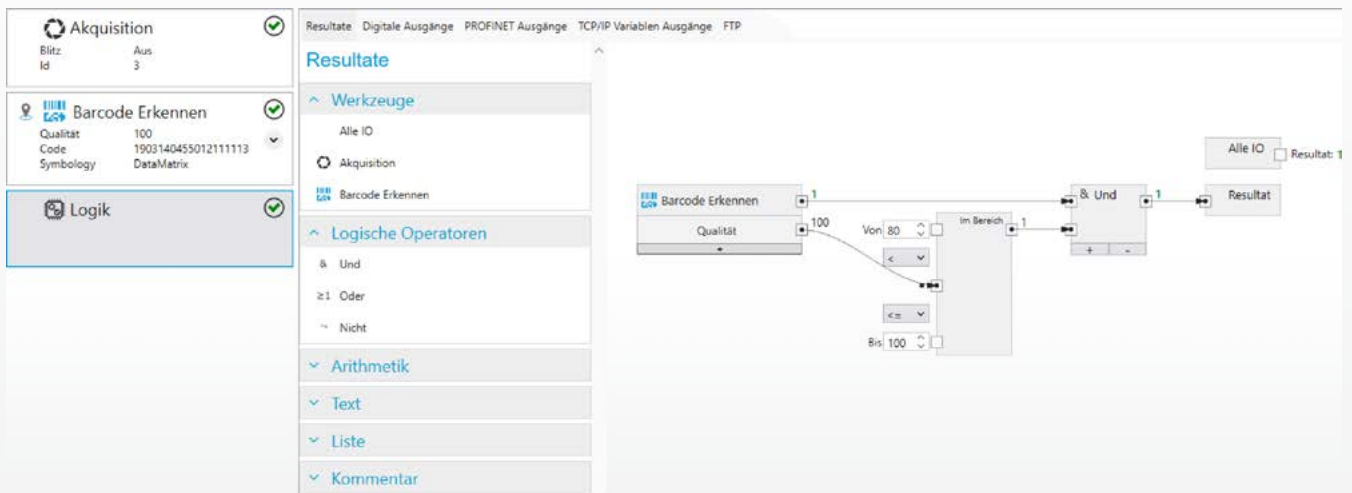 Akquisition
Blitz Aus
Id 3
Barcode Erkennen
Qualität 100
Code 1903140455012111113
Symbology DataMatrix
Logik
Resultate Digitale Ausgänge PROFINET Ausgänge TCP/IP Variablen Ausgänge FTP
Resultate
Werkzeuge
Alle IO
Akquisition
Barcode Erkennen
Logische Operatoren
& Und
≥1 Oder
Nicht
Arithmetik
Text
Liste
Kommentar
Alle IO Resultat: 1
Barcode Erkennen 1
Qualität 100
+
Von 80
<
Im Bereich 1
<=
Bis 100
& Und 1
+ -
Resultat